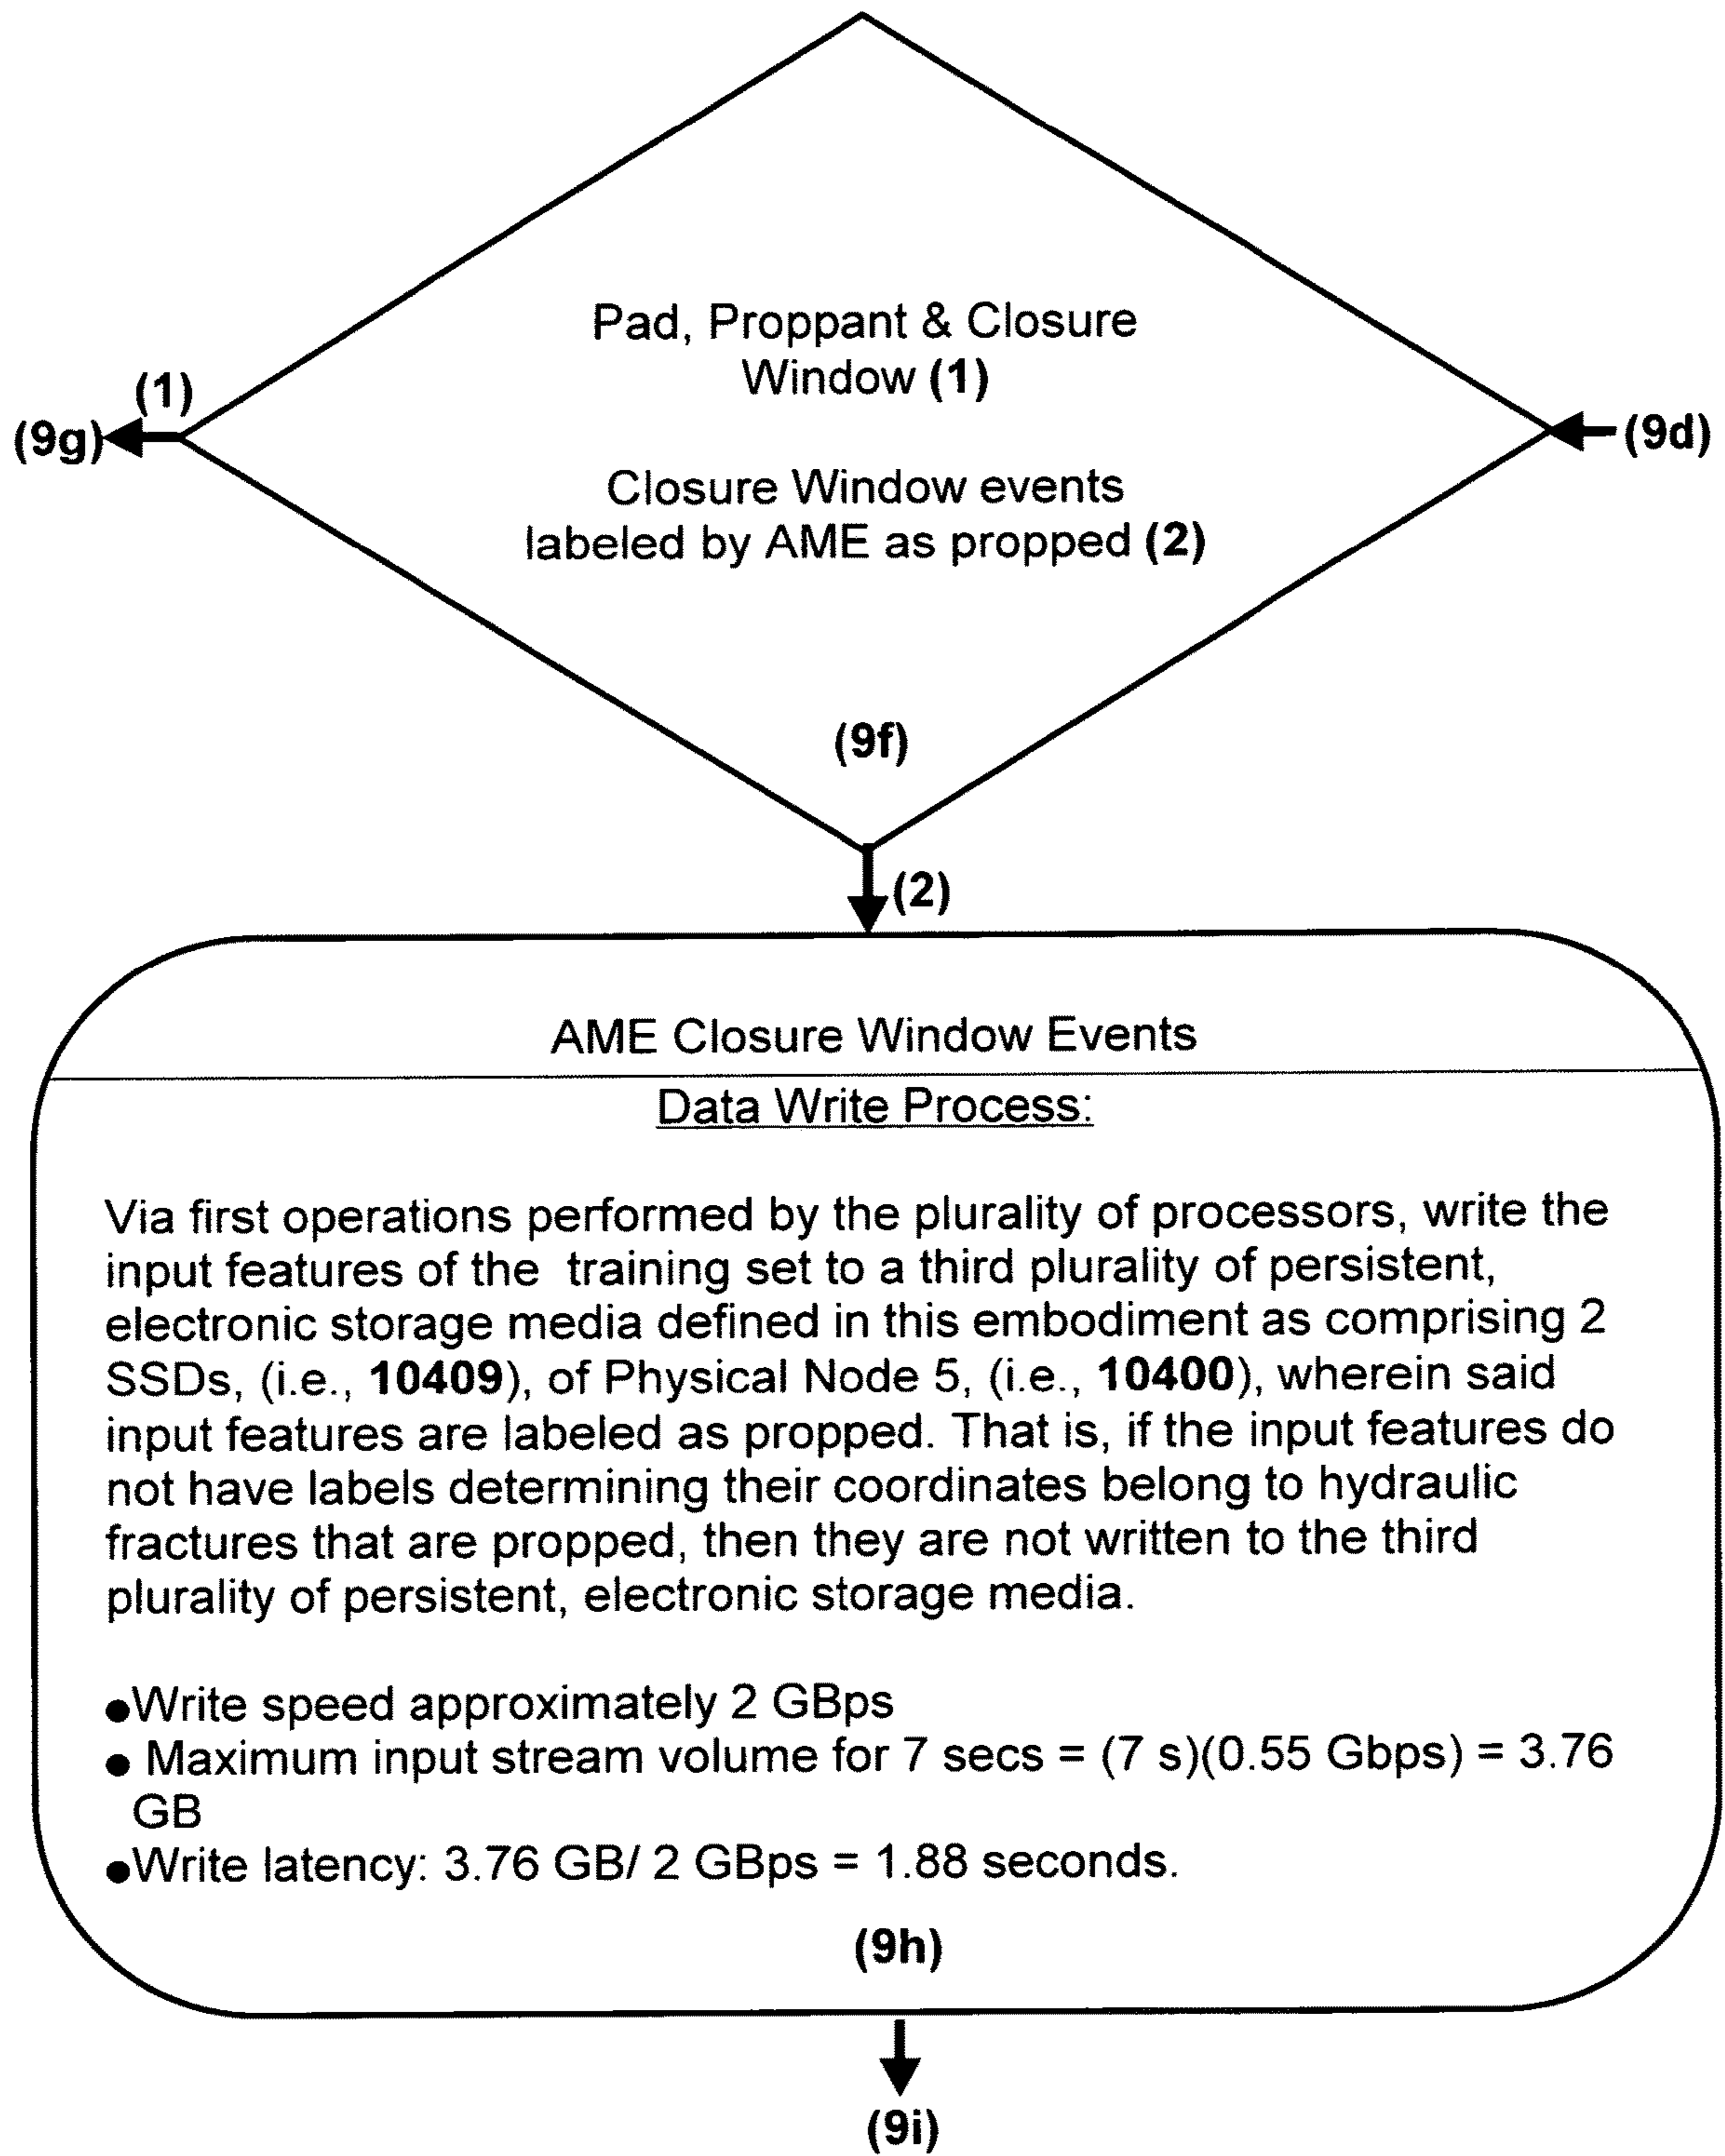 Pad, Proppant & Closure
Window (1)
(1)
(9g)
(9d)
Closure Window events
labeled by AME as propped (2)
(9f)
(2)
AME Closure Window Events
Data Write Process:
Via first operations performed by the plurality of processors, write the
input features of the training set to a third plurality of persistent,
electronic storage media defined in this embodiment as comprising 2
SSDs, (i.e., 10409), of Physical Node 5, (i.e., 10400), wherein said
input features are labeled as propped. That is, if the input features do
not have labels determining their coordinates belong to hydraulic
fractures that are propped, then they are not written to the third
plurality of persistent, electronic storage media.
●Write speed approximately 2 GBps
● Maximum input stream volume for 7 secs = (7 s)(0.55 Gbps) = 3.76
GB
●Write latency: 3.76 GB/ 2 GBps = 1.88 seconds.
(9h)
(9i)